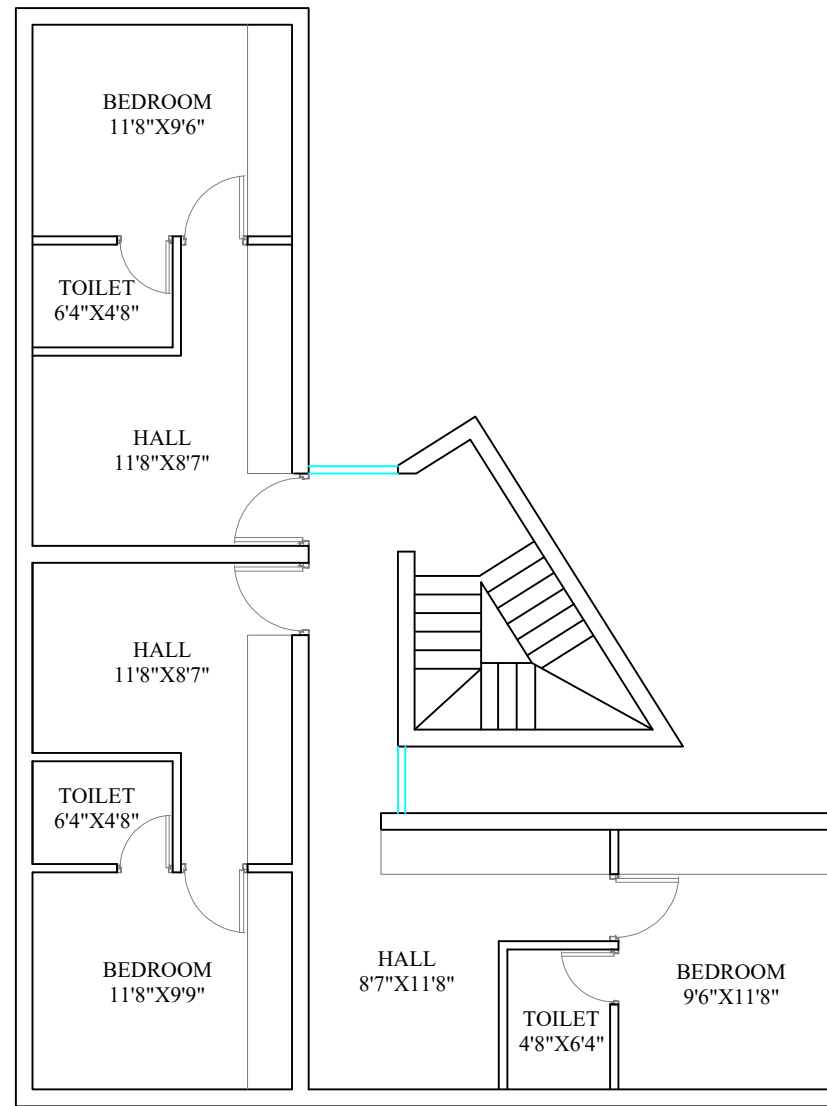 BEDROOM
11'8"X9'6"
TOILET
6'4"X4'8"
HALL
11'8"X8'7"
HALL
11'8"X8'7"
TOILET
6'4"X4'8"
BEDROOM
11'8"X9'9"
HALL
8'7"X11'8"
TOILET
4'8"X6'4"
BEDROOM
9'6"X11'8"